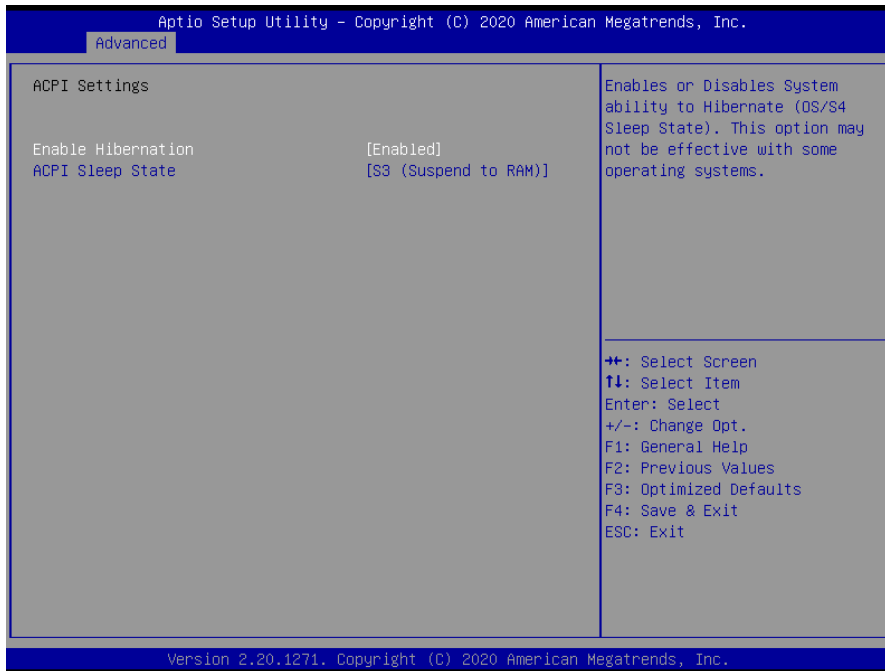 Aptio Setup Utility – Copyright (C) 2020 American Megatrends, Inc.
Advanced
ACPI Settings
Enable Hibernation [Enabled]
ACPI Sleep State [S3 (Suspend to RAM)]
Enables or Disables System
ability to Hibernate (OS/S4
Sleep State). This option may
not be effective with some
operating systems.
→←: Select Screen
↑↓: Select Item
Enter: Select
+/-: Change Opt.
F1: General Help
F2: Previous Values
F3: Optimized Defaults
F4: Save & Exit
ESC: Exit
Version 2.20.1271. Copyright (C) 2020 American Megatrends, Inc.